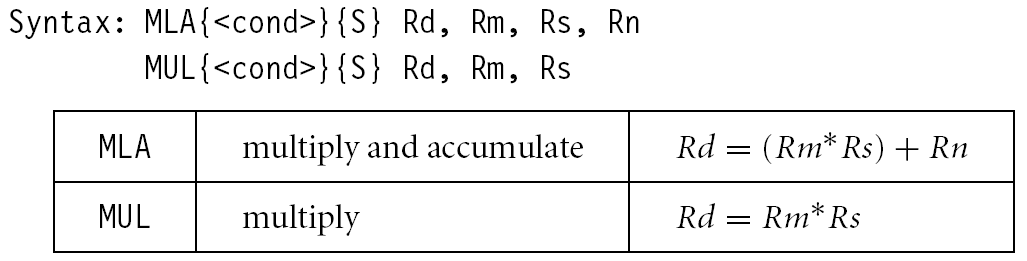 Syntax: MLA{<cond>}{S} Rd, Rm, Rs, Rn
MUL{<cond>}{S} Rd, Rm, Rs
MLA multiply and accumulate Rd = (Rm*Rs) + Rn
MUL multiply Rd = Rm*Rs